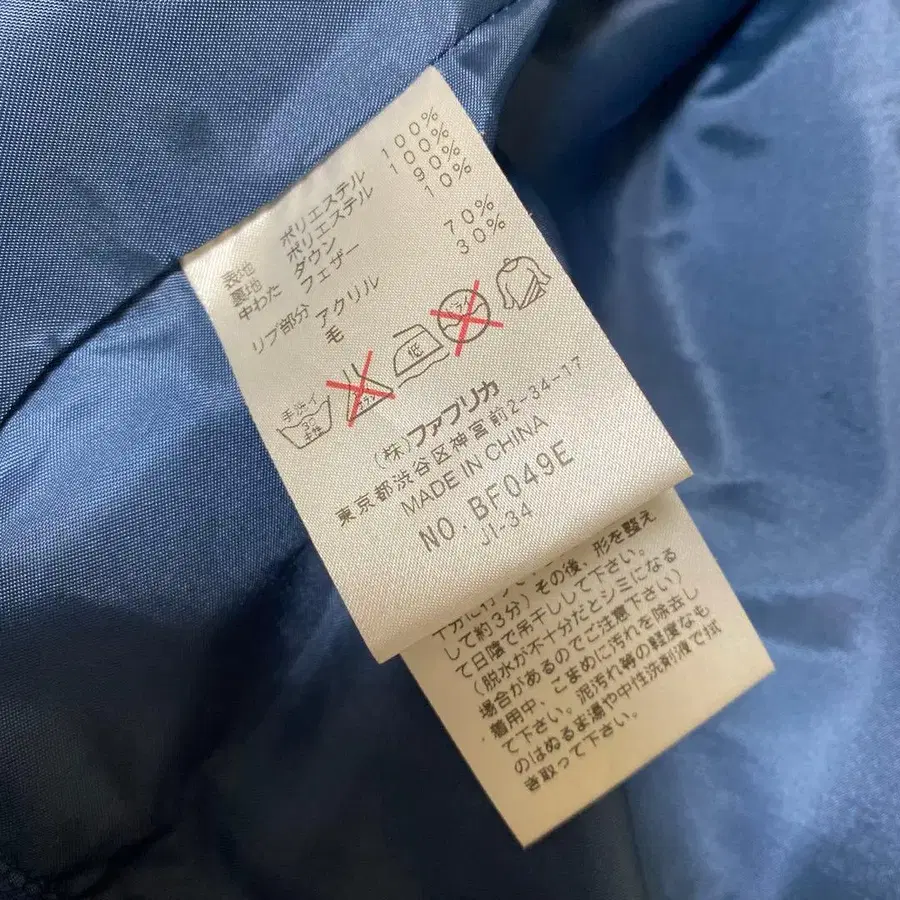 表地 ポリエステル 100%
裏地 ポリエステル 100%
中わた ダウン 90%
フェザー 10%
リブ部分 アクリル 70%
毛 30%
手洗イ
中性
低
(株)ファブリカ
東京都渋谷区神宮前2-34-17
MADE IN CHINA
NO. BF049E
JI-34
して約3分)その後、形を整え
て日陰で吊干しして下さい。
(脱水が不十分だとシミになる
場合があるのでご注意下さい)
着用中、こまめに汚れを除去し
て下さい。泥汚れ等の軽度なも
のはぬるま湯や中性洗剤液で拭
き取って下さい。